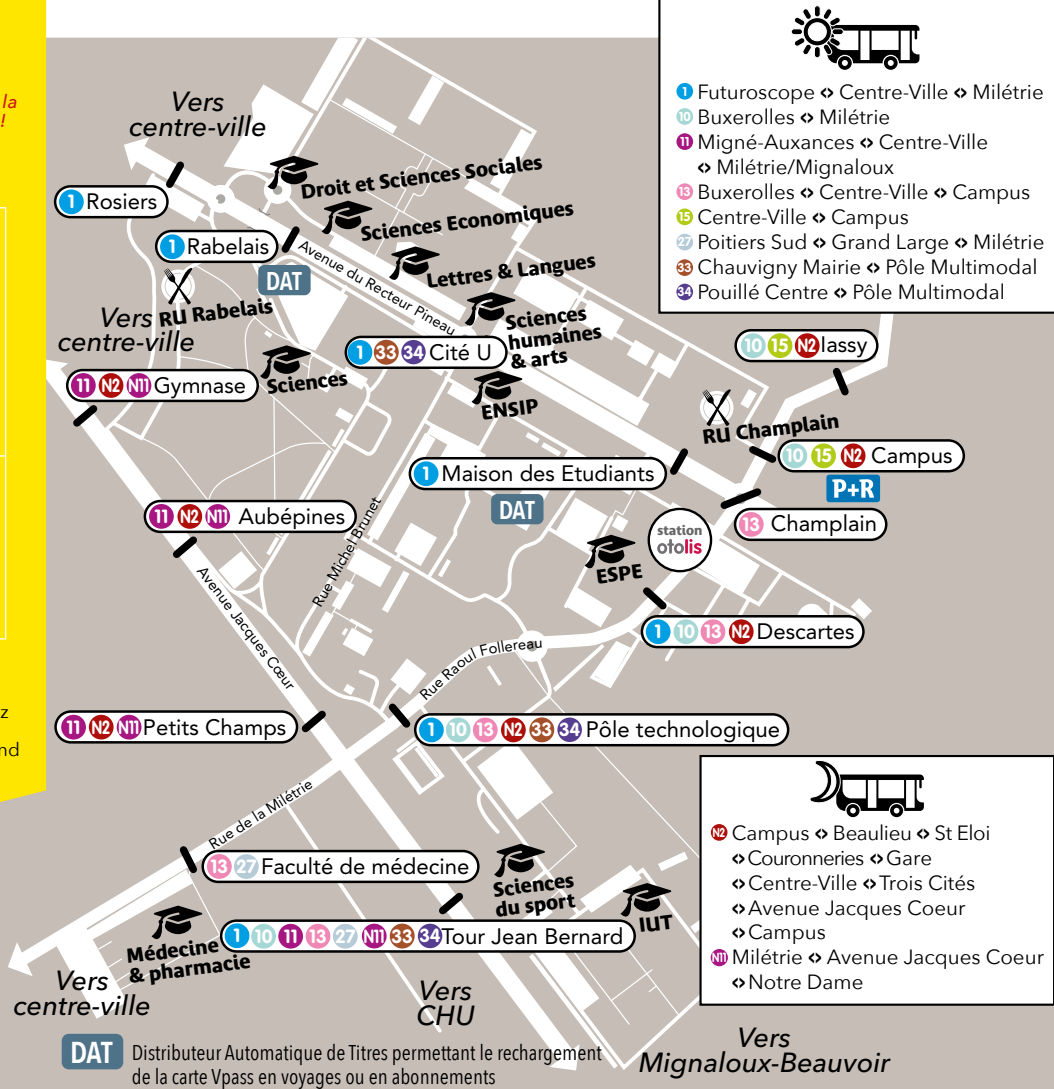 la
!
z
nd
1 Futuroscope <> Centre-Ville <> Milétrie
10 Buxerolles <> Milétrie
11 Migné-Auxances <> Centre-Ville
<> Milétrie/Mignaloux
13 Buxerolles <> Centre-Ville <> Campus
15 Centre-Ville <> Campus
27 Poitiers Sud <> Grand Large <> Milétrie
33 Chauvigny Mairie <> Pôle Multimodal
34 Pouillé Centre <> Pôle Multimodal
Vers
centre-ville
Droit et Sciences Sociales
1 Rosiers
Sciences Economiques
1 Rabelais
DAT
Avenue du Recteur Pineau
Lettres & Langues
RU Rabelais
Vers
centre-ville
Sciences
humaines
& arts
1 33 34 Cité U
10 15 N2 lassy
11 N2 N11 Gymnase
Sciences
ENSIP
RU Champlain
10 15 N2 Campus
P+R
1 Maison des Etudiants
DAT
11 N2 N11 Aubépines
13 Champlain
station
otolis
Rue Michel Brunet
ESPE
Avenue Jacques Cœur
1 10 13 N2 Descartes
Rue Raoul Follereau
11 N2 N11 Petits Champs
1 10 13 N2 33 34 Pôle technologique
Rue de la Milétrie
13 27 Faculté de médecine
Sciences
du sport
IUT
Médecine
& pharmacie
1 10 11 13 27 N11 33 34 Tour Jean Bernard
N2 Campus <> Beaulieu <> St Eloi
<> Couronneries <> Gare
<> Centre-Ville <> Trois Cités
<> Avenue Jacques Coeur
<> Campus
N11 Milétrie <> Avenue Jacques Coeur
<> Notre Dame
Vers
centre-ville
Vers
CHU
Vers
Mignaloux-Beauvoir
DAT Distributeur Automatique de Titres permettant le rechargement
de la carte Vpass en voyages ou en abonnements